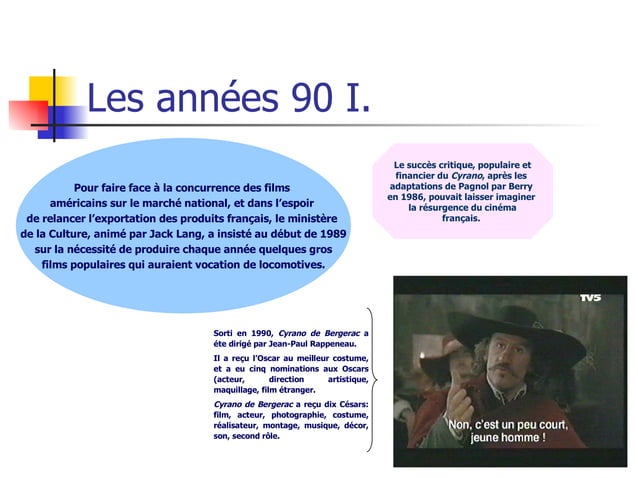 Les années 90 I.
Pour faire face à la concurrence des films
américains sur le marché national, et dans l’espoir
de relancer l’exportation des produits français, le ministère
de la Culture, animé par Jack Lang, a insisté au début de 1989
sur la nécessité de produire chaque année quelques gros
films populaires qui auraient vocation de locomotives.
Le succès critique, populaire et
financier du Cyrano, après les
adaptations de Pagnol par Berry
en 1986, pouvait laisser imaginer
la résurgence du cinéma
français.
Sorti en 1990, Cyrano de Bergerac a
éte dirigé par Jean-Paul Rappeneau.
Il a reçu l’Oscar au meilleur costume,
et a eu cinq nominations aux Oscars
(acteur, direction artistique,
maquillage, film étranger.
Cyrano de Bergerac a reçu dix Césars:
film, acteur, photographie, costume,
réalisateur, montage, musique, décor,
son, second rôle.
TV5
Non, c'est un peu court,
jeune homme !